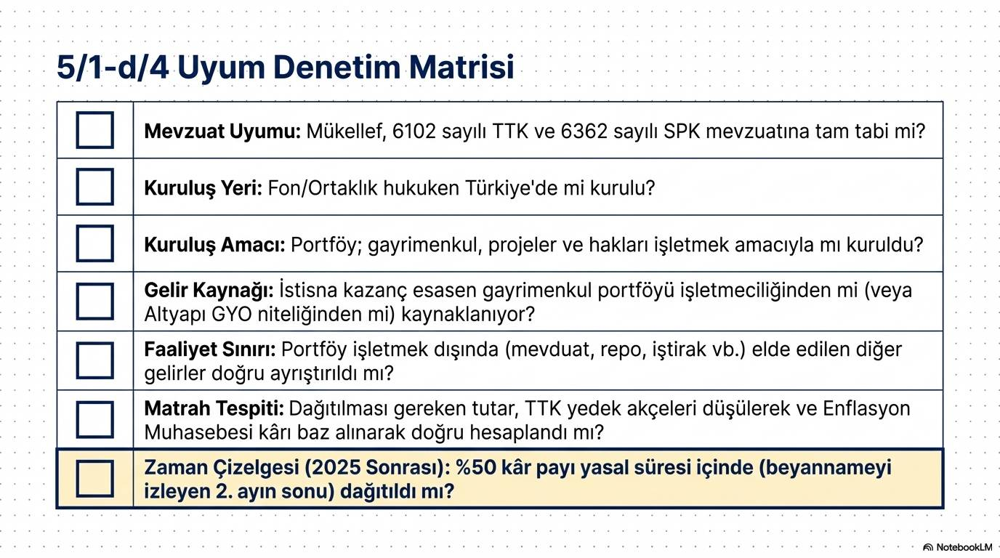 5/1-d/4 Uyum Denetim Matrisi
Mevzuat Uyumu: Mükellef, 6102 sayılı TTK ve 6362 sayılı SPK mevzuatına tam tabi mi?
Kuruluş Yeri: Fon/Ortaklık hukuken Türkiye'de mi kurulu?
Kuruluş Amacı: Portföy; gayrimenkul, projeler ve hakları işletmek amacıyla mı kuruldu?
Gelir Kaynağı: İstisna kazanç esasen gayrimenkul portföyü işletmeciliğinden mi (veya
Altyapı GYO niteliğinden mi) kaynaklanıyor?
Faaliyet Sınırı: Portföy işletmek dışında (mevduat, repo, iştirak vb.) elde edilen diğer
gelirler doğru ayrıştırıldı mı?
Matrah Tespiti: Dağıtılması gereken tutar, TTK yedek akçeleri düşülerek ve Enflasyon
Muhasebesi kârı baz alınarak doğru hesaplandı mı?
Zaman Çizelgesi (2025 Sonrası): %50 kâr payı yasal süresi içinde (beyannameyi
izleyen 2. ayın sonu) dağıtıldı mı?
NotebookLM